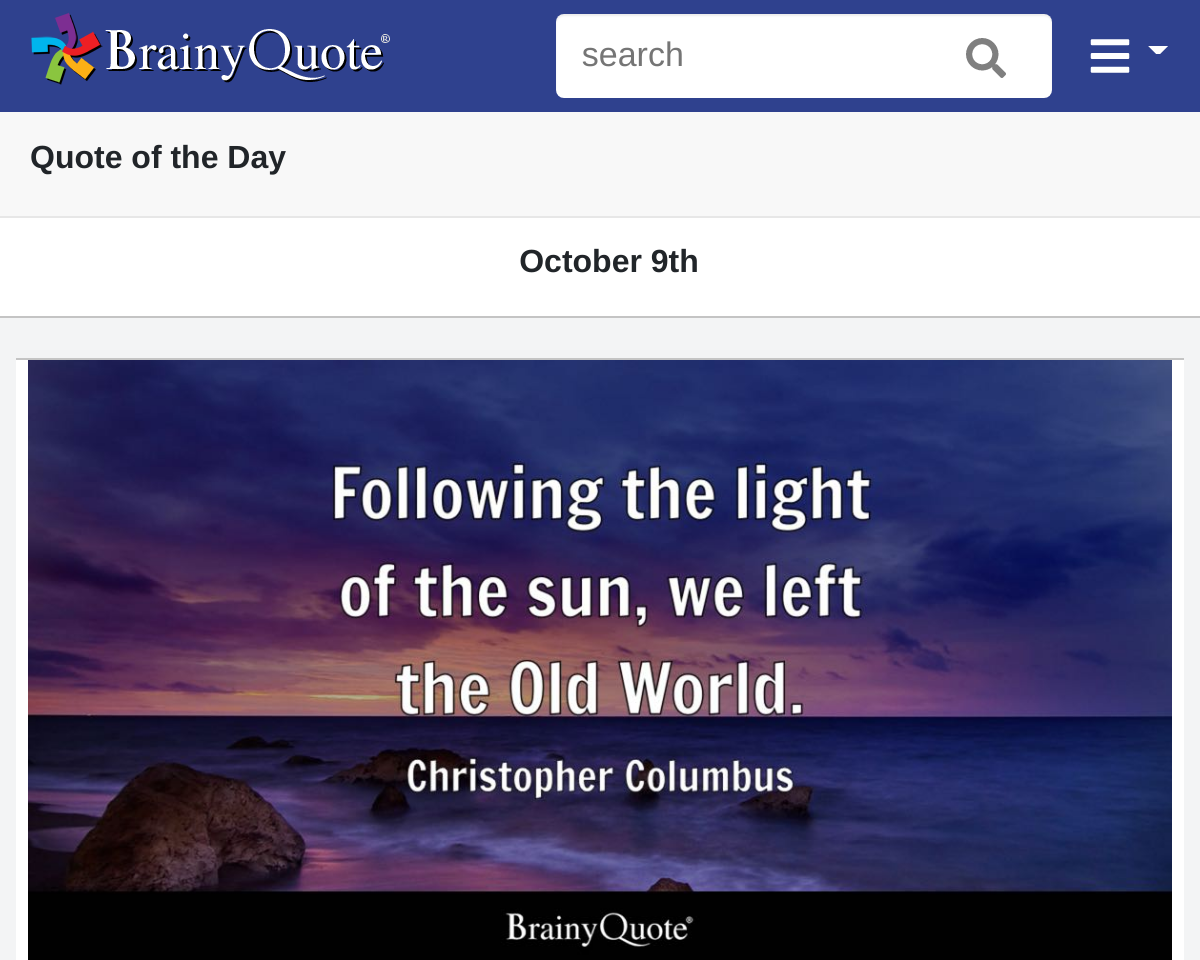 BrainyQuote®
search
Quote of the Day
October 9th
Following the light
of the sun, we left
the Old World.
Christopher Columbus
BrainyQuote®